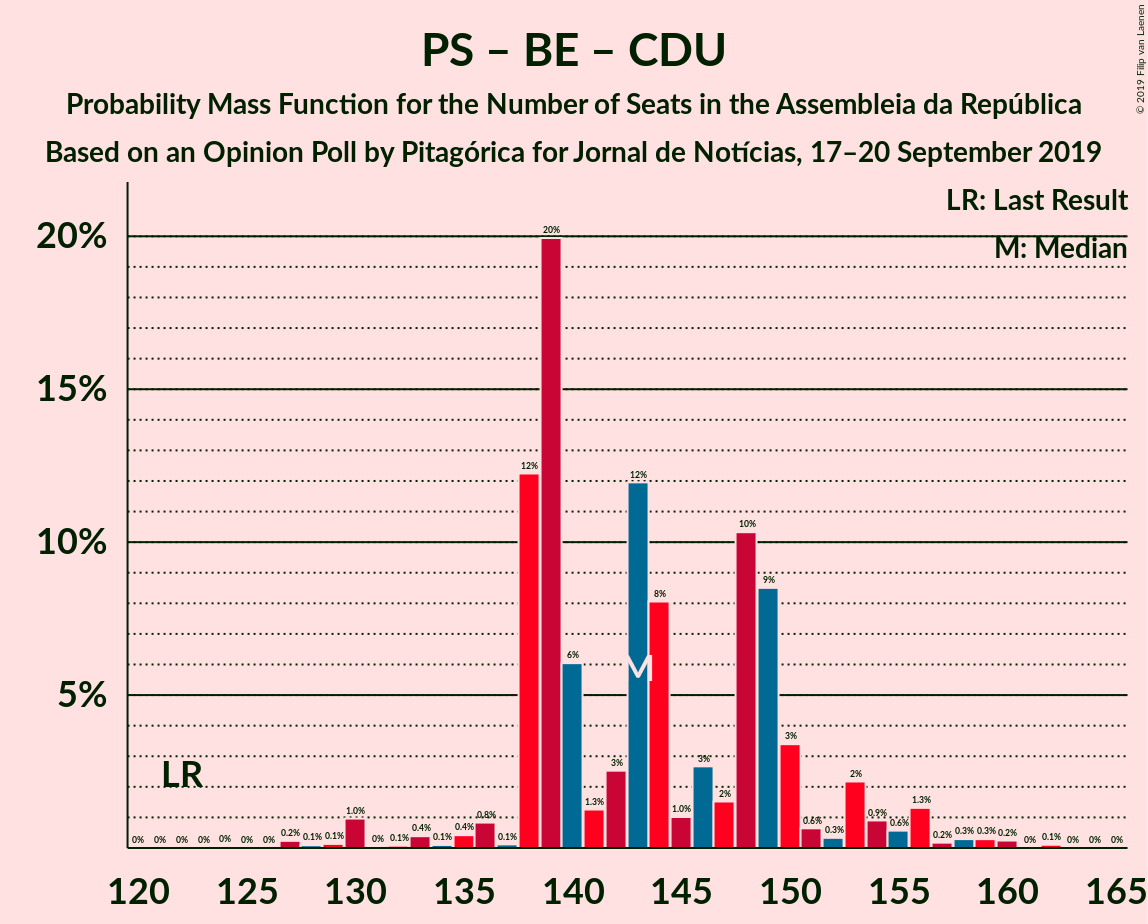 PS – BE – CDU
Probability Mass Function for the Number of Seats in the Assembleia da República
Based on an Opinion Poll by Pitagórica for Jornal de Notícias, 17–20 September 2019
© 2019 Filip van Laenen
LR: Last Result
M: Median
20%
15%
10%
5%
LR
M
0% 0% 0% 0% 0% 0% 0% 0.2% 0.1% 0.1% 1.0% 0% 0.1% 0.4% 0.1% 0.4% 0.8% 0.1% 12% 20% 6% 1.3% 3% 12% 8% 1.0% 3% 2% 10% 9% 3% 0.6% 0.3% 2% 0.9% 0.6% 1.3% 0.2% 0.3% 0.3% 0.2% 0% 0.1% 0% 0% 0%
120 125 130 135 140 145 150 155 160 165